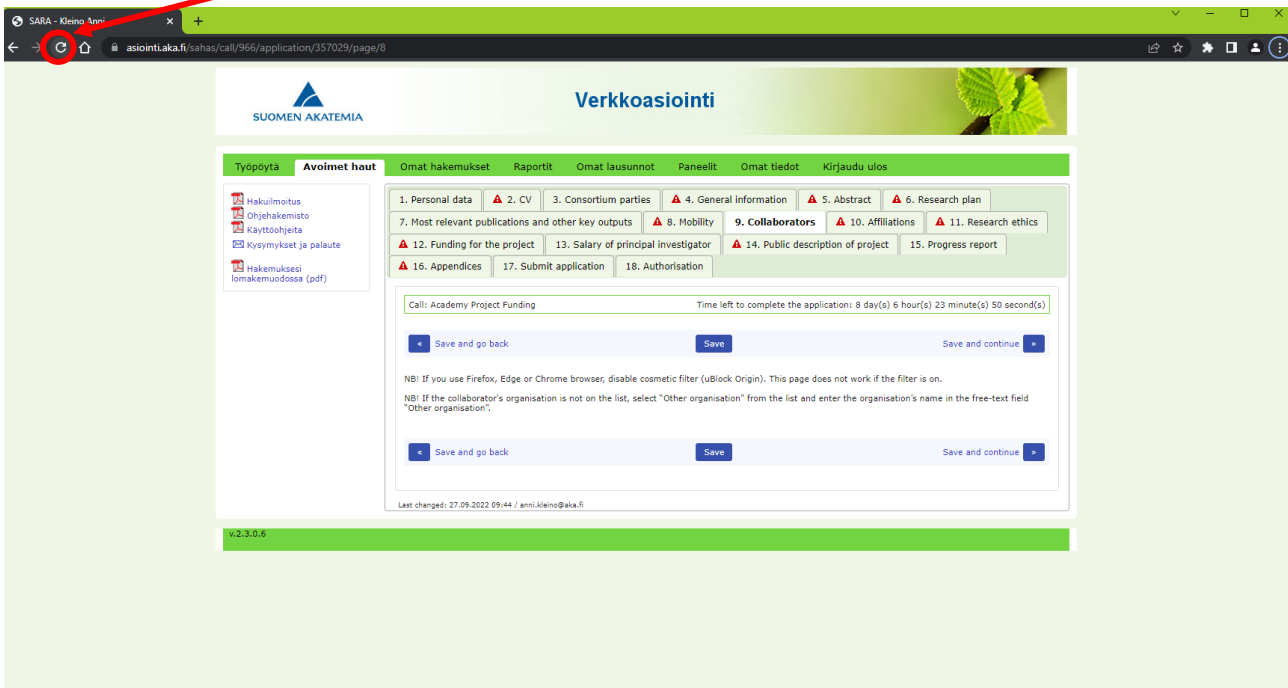 SARA - Kleino Anni
asiointi.aka.fi/sahas/call/966/application/357029/page/8
SUOMEN AKATEMIA
Verkkoasiointi
Työpöytä Avoimet haut Omat hakemukset Raportit Omat lausunnot Paneelit Omat tiedot Kirjaudu ulos
Hakuilmoitus
Ohjehakemisto
Käyttöohjeita
Kysymykset ja palaute
Hakemuksesi
lomakemuodossa (pdf)
1. Personal data 2. CV 3. Consortium parties 4. General information 5. Abstract 6. Research plan
7. Most relevant publications and other key outputs 8. Mobility 9. Collaborators 10. Affiliations 11. Research ethics
12. Funding for the project 13. Salary of principal investigator 14. Public description of project 15. Progress report
16. Appendices 17. Submit application 18. Authorisation
Call: Academy Project Funding Time left to complete the application: 8 day(s) 6 hour(s) 23 minute(s) 50 second(s)
« Save and go back Save Save and continue »
NB! If you use Firefox, Edge or Chrome browser, disable cosmetic filter (uBlock Origin). This page does not work if the filter is on.
NB! If the collaborator's organisation is not on the list, select "Other organisation" from the list and enter the organisation's name in the free-text field
"Other organisation".
« Save and go back Save Save and continue »
Last changed: 27.09.2022 09:44 / anni.kleino@aka.fi
v.2.3.0.6